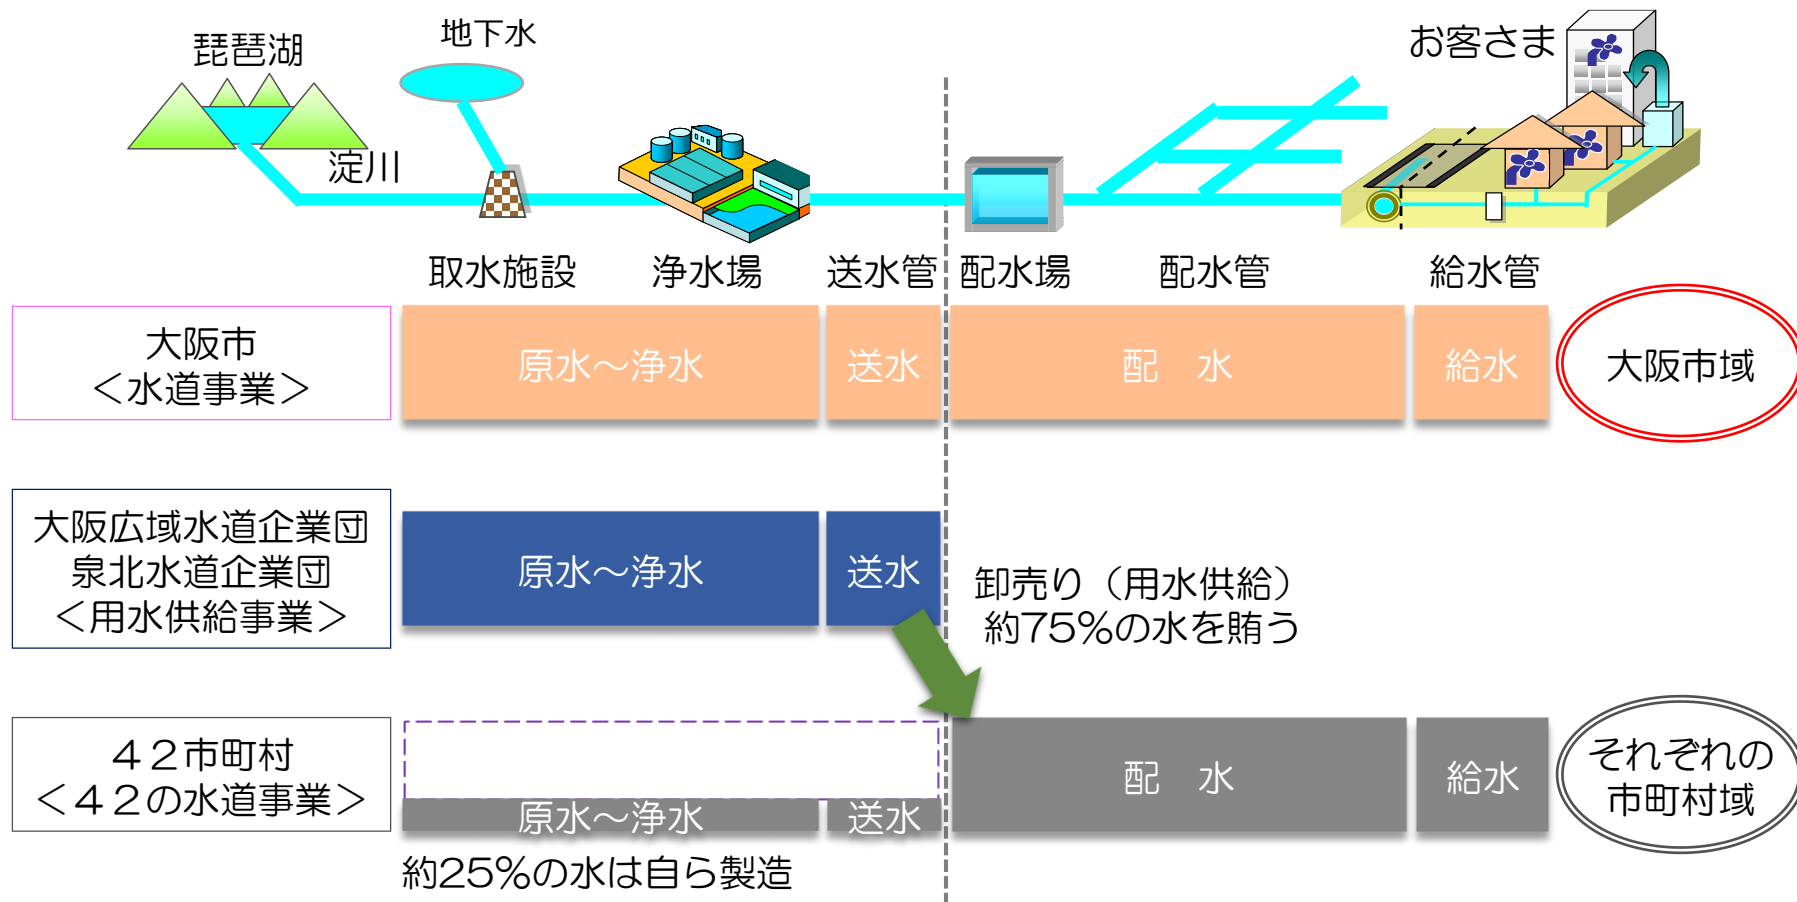 琵琶湖
地下水
お客さま
淀川
取水施設
浄水場
送水管
配水場
配水管
給水管
大阪市
＜水道事業＞
原水～浄水
送水
配　水
給水
大阪市域
大阪広域水道企業団
泉北水道企業団
＜用水供給事業＞
原水～浄水
送水
卸売り（用水供給）
約75％の水を賄う
４２市町村
＜４２の水道事業＞
原水～浄水
送水
配　水
給水
それぞれの
市町村域
約25％の水は自ら製造